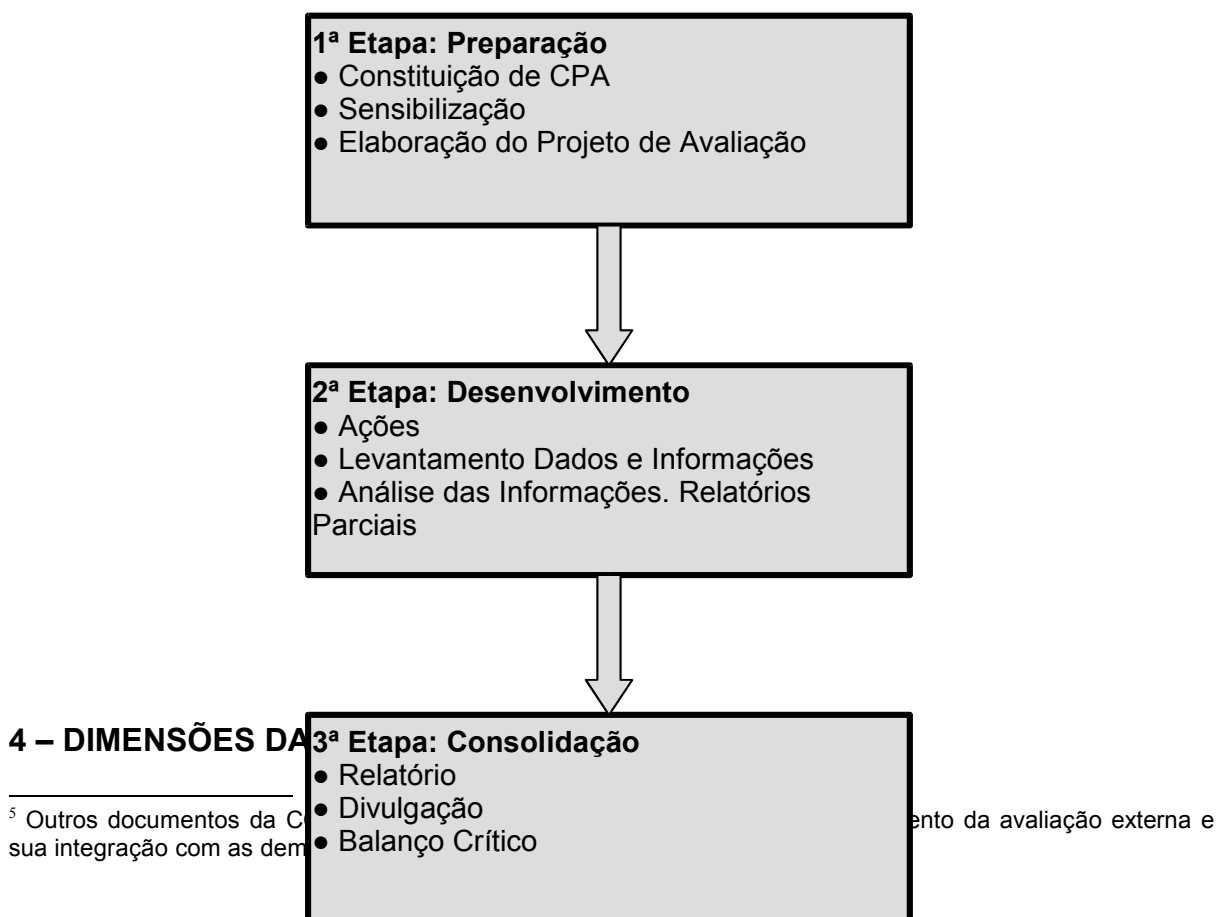 1ª Etapa: Preparação
● Constituição de CPA
● Sensibilização
● Elaboração do Projeto de Avaliação
2ª Etapa: Desenvolvimento
● Ações
● Levantamento Dados e Informações
● Análise das Informações. Relatórios
Parciais
3ª Etapa: Consolidação
● Relatório
● Divulgação
● Balanço Crítico
4 – DIMENSÕES DA
5 Outros documentos da da avaliação externa e
sua integração com as